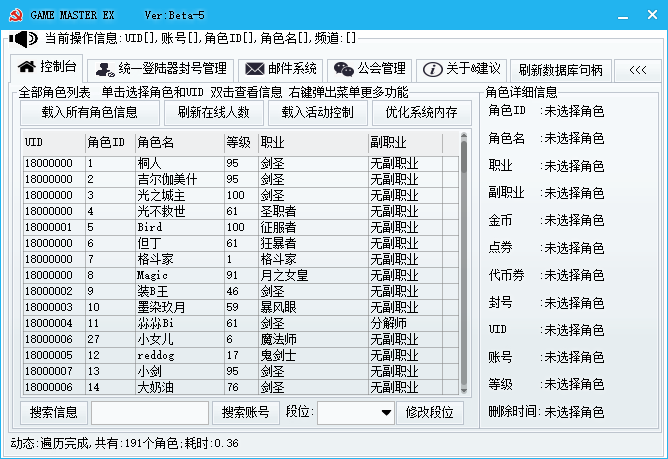 GAME MASTER EX Ver:Beta-5
当前操作信息:UID[],账号[],角色ID[],角色名[],频道:[]
控制台 统一登陆器封号管理 邮件系统 公会管理 关于&建议 刷新数据库句柄 <<<
全部角色列表 单击选择角色和UID 双击查看信息 右键弹出菜单更多功能
载入所有角色信息 刷新在线人数 载入活动控制 优化系统内存
UID 角色ID 角色名 等级 职业 副职业
18000000 1 桐人 95 剑圣 无副职业
18000000 2 吉尔伽美什 95 剑圣 无副职业
18000000 3 光之城主 100 剑圣 无副职业
18000000 4 光不救世 61 圣职者 无副职业
18000001 5 Bird 100 征服者 无副职业
18000000 6 但丁 61 狂暴者 无副职业
18000000 7 格斗家 1 格斗家 无副职业
18000000 8 Magic 91 月之女皇 无副职业
18000002 9 装B王 46 剑圣 无副职业
18000003 10 墨染玖月 59 暴风眼 无副职业
18000004 11 尛尛Bi 61 剑圣 分解师
18000006 27 小女儿 6 魔法师 无副职业
18000005 12 reddog 17 鬼剑士 无副职业
18000007 13 小剑 95 剑圣 无副职业
18000006 14 大奶油 76 剑圣 无副职业
搜索信息 搜索账号 段位: 修改段位
角色详细信息
角色ID :未选择角色
角色名 :未选择角色
职业 :未选择角色
副职业 :未选择角色
金币 :未选择角色
点券 :未选择角色
代币券 :未选择角色
封号 :未选择角色
UID :未选择角色
账号 :未选择角色
等级 :未选择角色
删除时间:未选择角色
动态:遍历完成,共有:191个角色;耗时:0.36